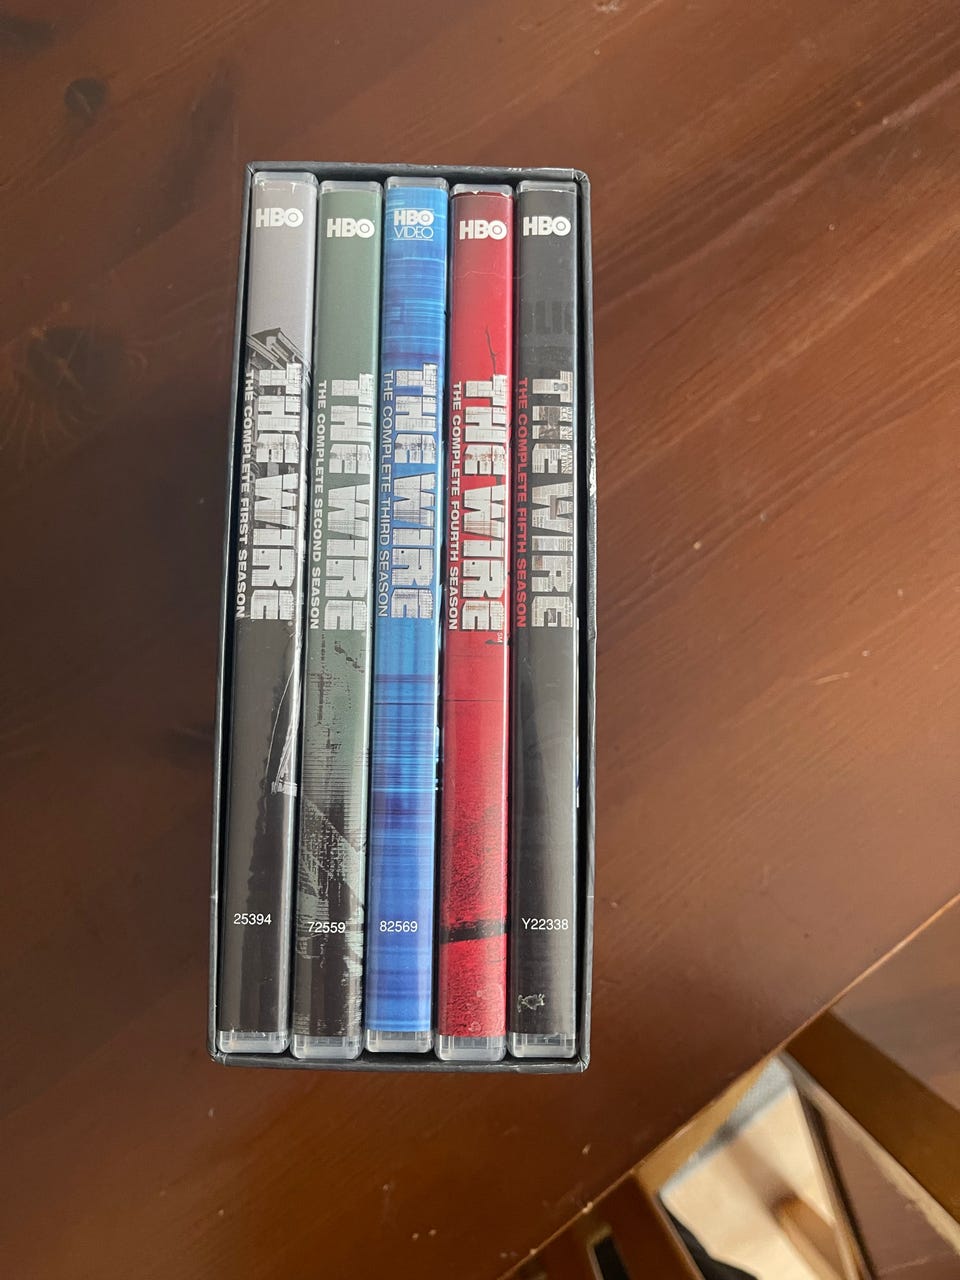 HBO
THE WIRE
THE COMPLETE FIRST SEASON
25394
HBO
THE WIRE
THE COMPLETE SECOND SEASON
72559
HBO
VIDEO
THE WIRE
THE COMPLETE THIRD SEASON
82569
HBO
THE WIRE SM
THE COMPLETE FOURTH SEASON
HBO
THE WIRE
THE COMPLETE FIFTH SEASON
Y22338